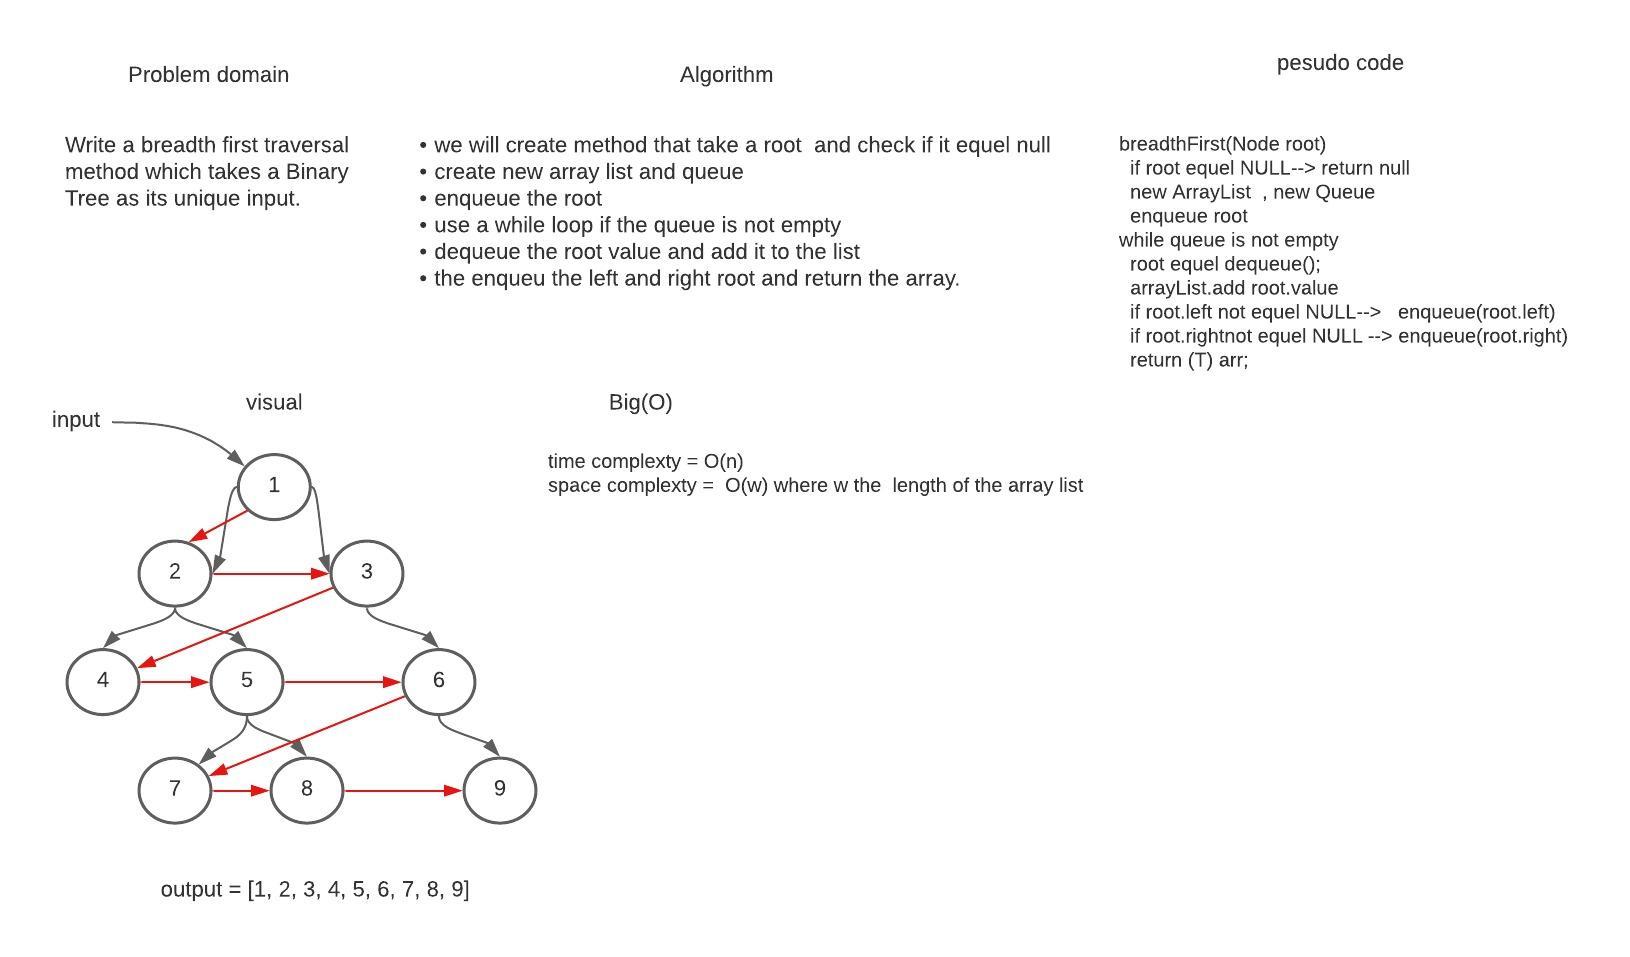 Problem domain
Write a breadth first traversal
method which takes a Binary
Tree as its unique input.
Algorithm
• we will create method that take a root  and check if it equel null
• create new array list and queue
• enqueue the root
• use a while loop if the queue is not empty
• dequeue the root value and add it to the list
• the enqueu the left and right root and return the array.
pesudo code
breadthFirst(Node root)
if root equel NULL--> return null
new ArrayList  , new Queue
enqueue root
while queue is not empty
root equel dequeue();
arrayList.add root.value
if root.left not equel NULL-->   enqueue(root.left)
if root.rightnot equel NULL --> enqueue(root.right)
return (T) arr;
visual
input
1
2
3
4
5
6
7
8
9
output = [1, 2, 3, 4, 5, 6, 7, 8, 9]
Big(O)
time complexty = O(n)
space complexty =  O(w) where w the  length of the array list